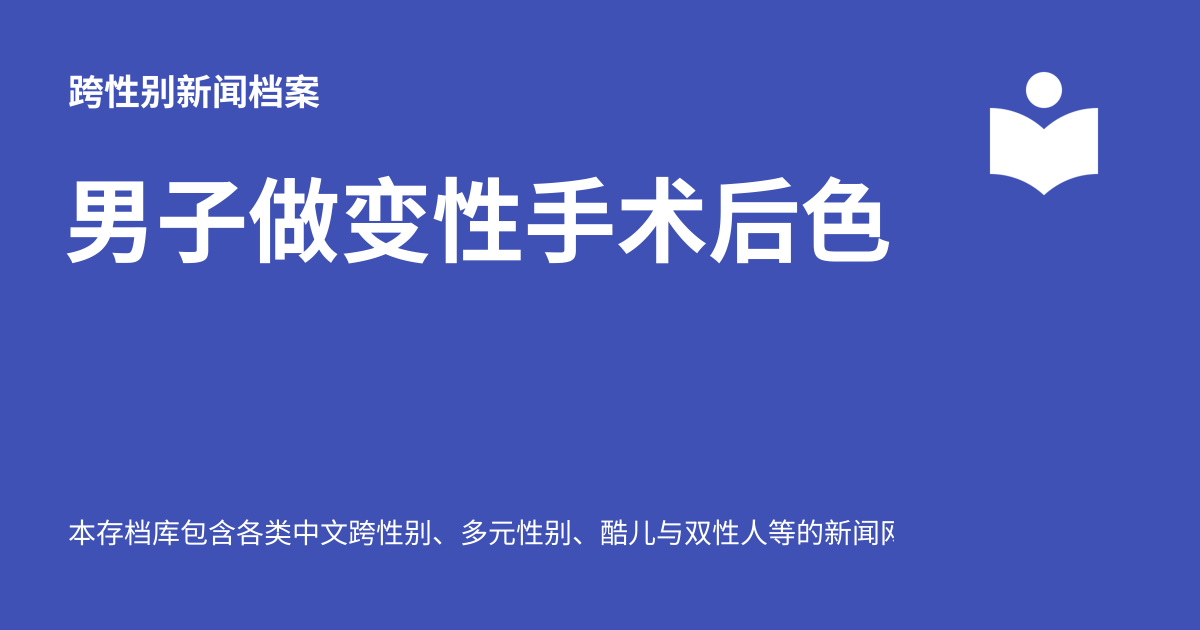 跨性别新闻档案
男子做变性手术后色
本存档库包含各类中文跨性别、多元性别、酷儿与双性人等的新闻网